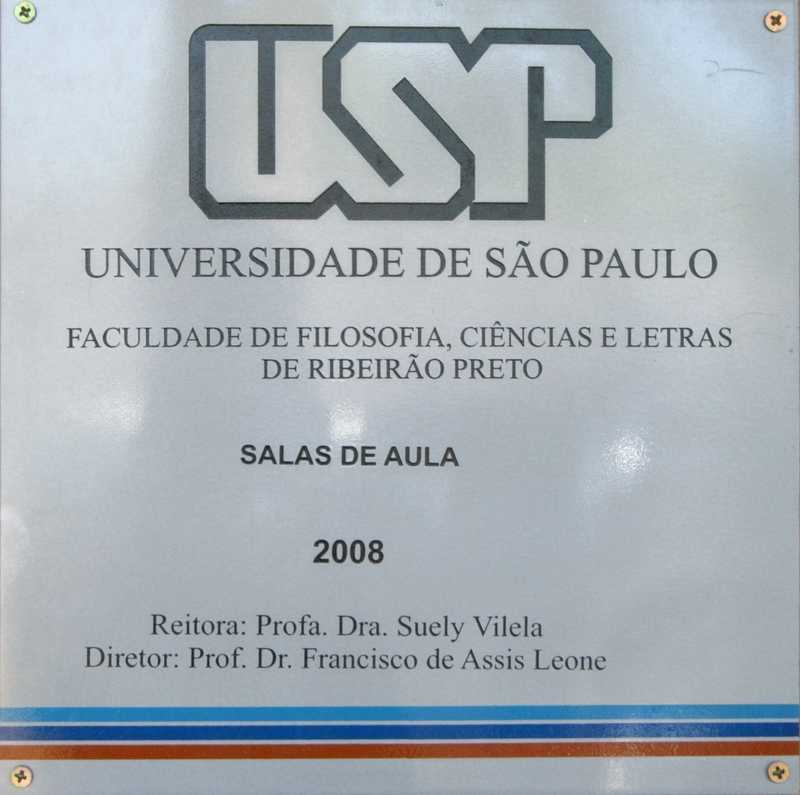 USP
UNIVERSIDADE DE SÃO PAULO
FACULDADE DE FILOSOFIA, CIÊNCIAS E LETRAS
DE RIBEIRÃO PRETO
SALAS DE AULA
2008
Reitora: Profa. Dra. Suely Vilela
Diretor: Prof. Dr. Francisco de Assis Leone